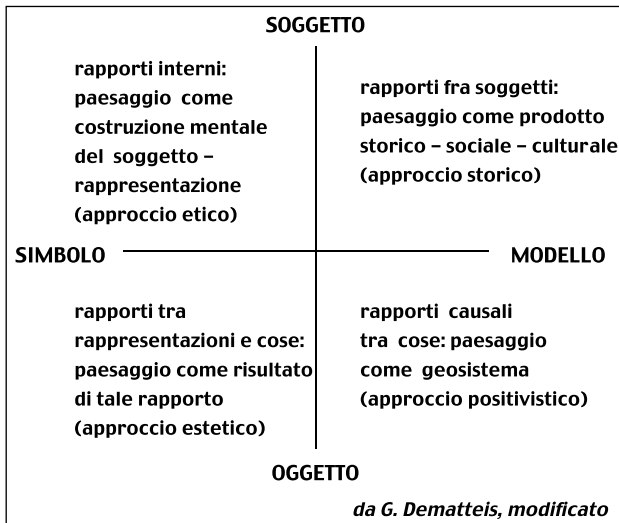 SOGGETTO
rapporti interni:
paesaggio come
costruzione mentale
del soggetto –
rappresentazione
(approccio etico)
rapporti fra soggetti:
paesaggio come prodotto
storico – sociale – culturale
(approccio storico)
SIMBOLO
MODELLO
rapporti tra
rappresentazioni e cose:
paesaggio come risultato
di tale rapporto
(approccio estetico)
rapporti causali
tra cose: paesaggio
come geosistema
(approccio positivistico)
OGGETTO
da G. Dematteis, modificato